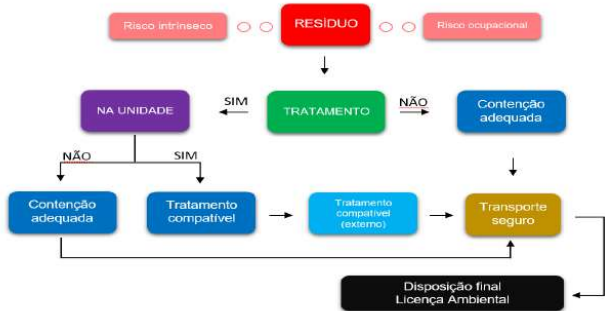 Risco intrínseco
RESÍDUO
Risco ocupacional
NA UNIDADE
SIM
TRATAMENTO
NÃO
Contenção
adequada
NÃO
SIM
Contenção
adequada
Tratamento
compatível
Tratamento
compatível
(externo)
Transporte
seguro
Disposição final
Licença Ambiental